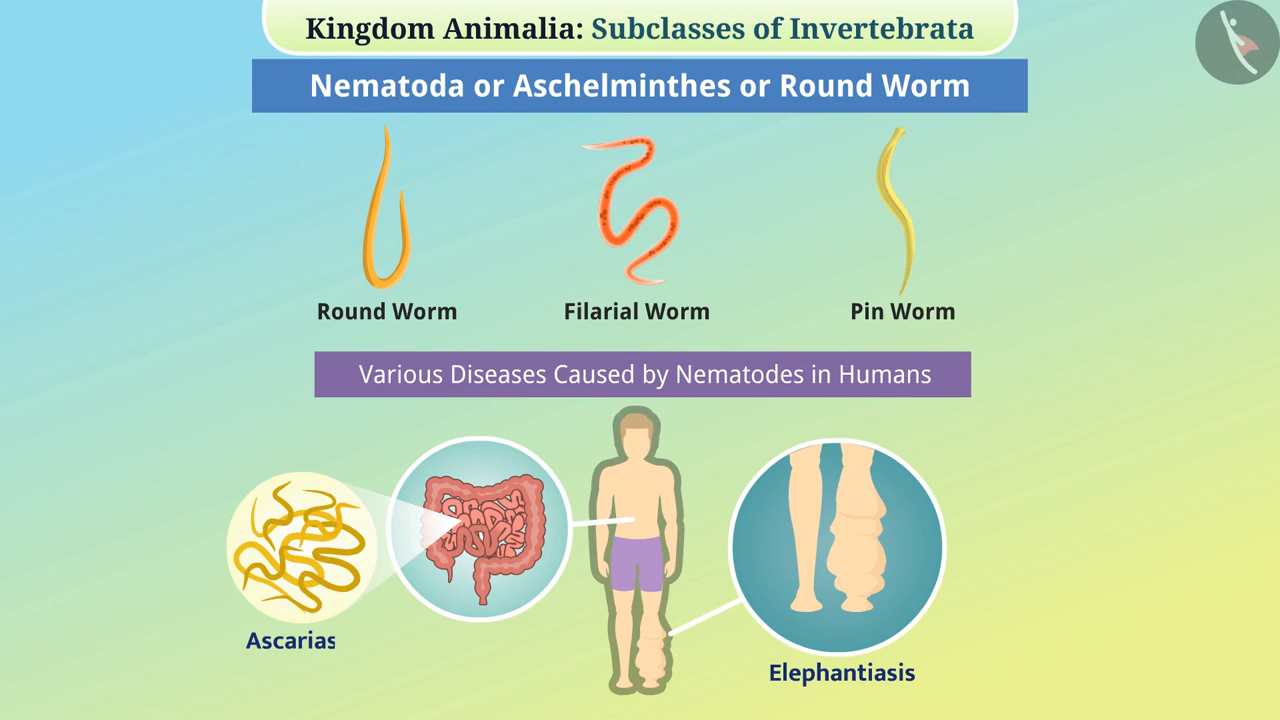 Kingdom Animalia: Subclasses of Invertebrata
Nematoda or Aschelminthes or Round Worm
Round Worm
Filarial Worm
Pin Worm
Various Diseases Caused by Nematodes in Humans
Ascarias
Elephantiasis